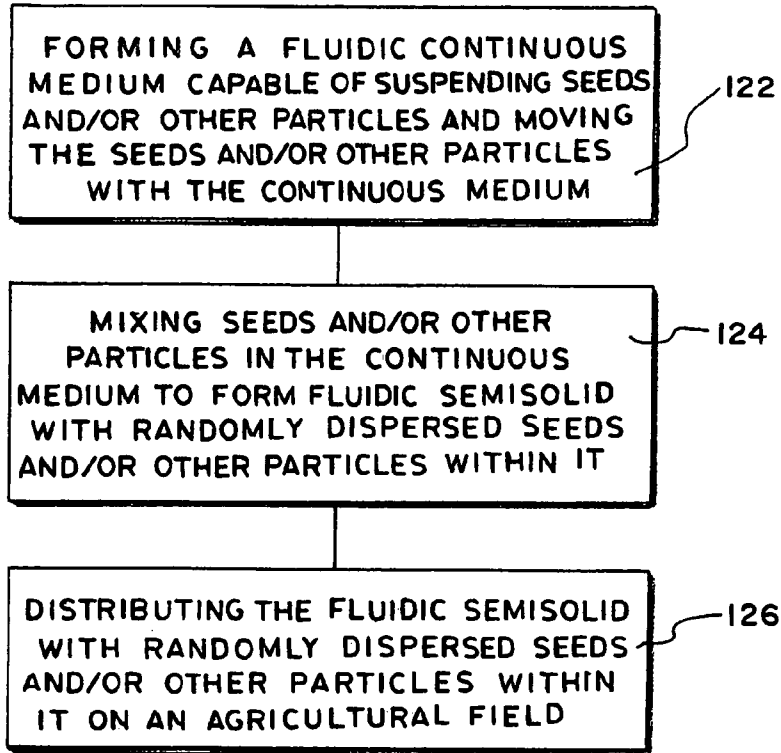 FORMING A FLUIDIC CONTINUOUS
MEDIUM CAPABLE OF SUSPENDING SEEDS
AND/OR OTHER PARTICLES AND MOVING
THE SEEDS AND/OR OTHER PARTICLES
WITH THE CONTINUOUS MEDIUM
122
MIXING SEEDS AND/OR OTHER
PARTICLES IN THE CONTINUOUS
MEDIUM TO FORM FLUIDIC SEMISOLID
WITH RANDOMLY DISPERSED SEEDS
AND/OR OTHER PARTICLES WITHIN IT
124
DISTRIBUTING THE FLUIDIC SEMISOLID
WITH RANDOMLY DISPERSED SEEDS
AND/OR OTHER PARTICLES WITHIN
IT ON AN AGRICULTURAL FIELD
126